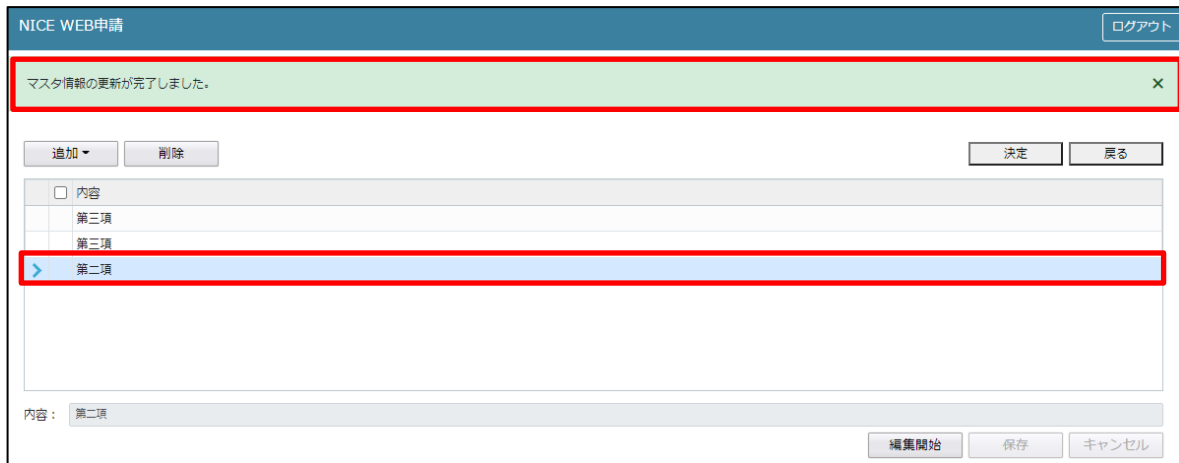 NICE WEB申請 ログアウト
マスタ情報の更新が完了しました。 ×
追加 削除 決定 戻る
内容
第三項
第三項
第二項
内容： 第二項
編集開始 保存 キャンセル